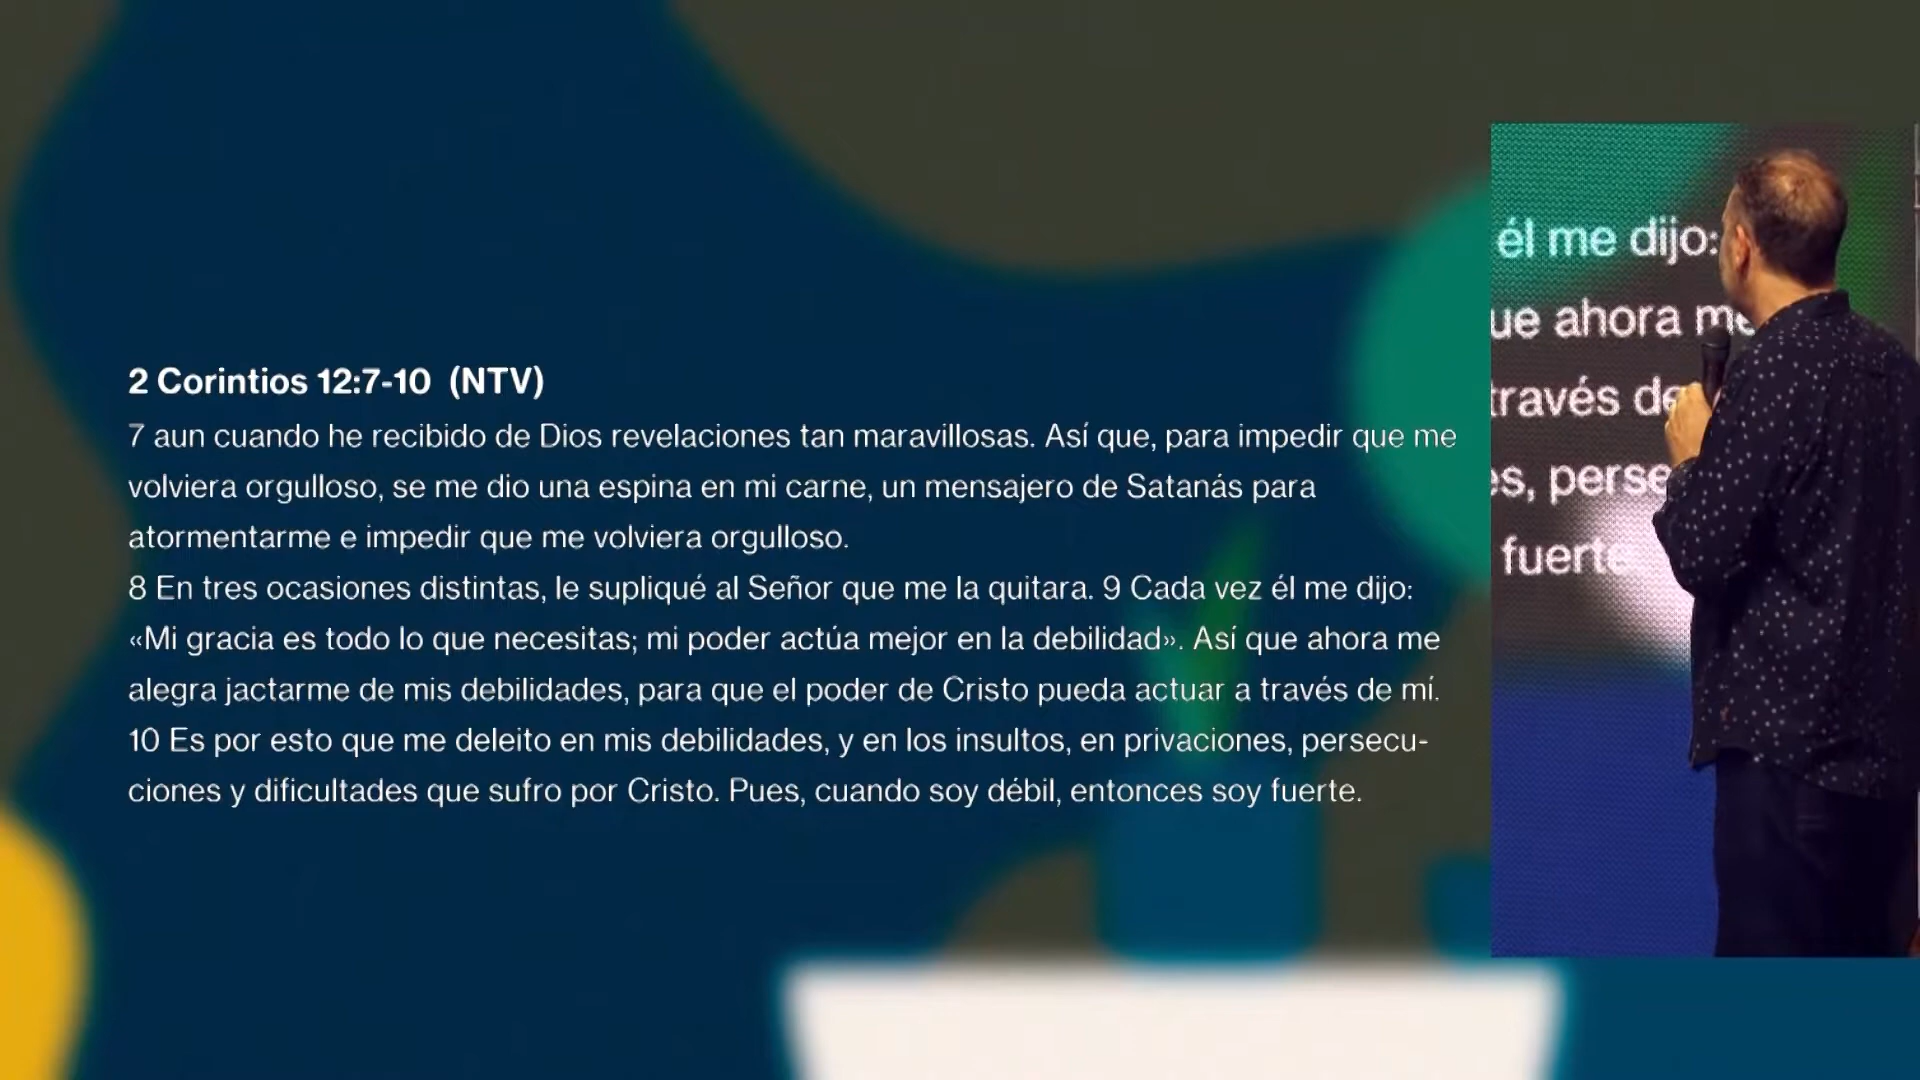 2 Corintios 12:7-10 (NTV)
7 aun cuando he recibido de Dios revelaciones tan maravillosas. Así que, para impedir que me
volviera orgulloso, se me dio una espina en mi carne, un mensajero de Satanás para
atormentarme e impedir que me volviera orgulloso.
8 En tres ocasiones distintas, le supliqué al Señor que me la quitara. 9 Cada vez él me dijo:
«Mi gracia es todo lo que necesitas; mi poder actúa mejor en la debilidad». Así que ahora me
alegra jactarme de mis debilidades, para que el poder de Cristo pueda actuar a través de mí.
10 Es por esto que me deleito en mis debilidades, y en los insultos, en privaciones, persecu-
ciones y dificultades que sufro por Cristo. Pues, cuando soy débil, entonces soy fuerte.
él me dijo:
ue ahora me
través de
es, perse
fuerte